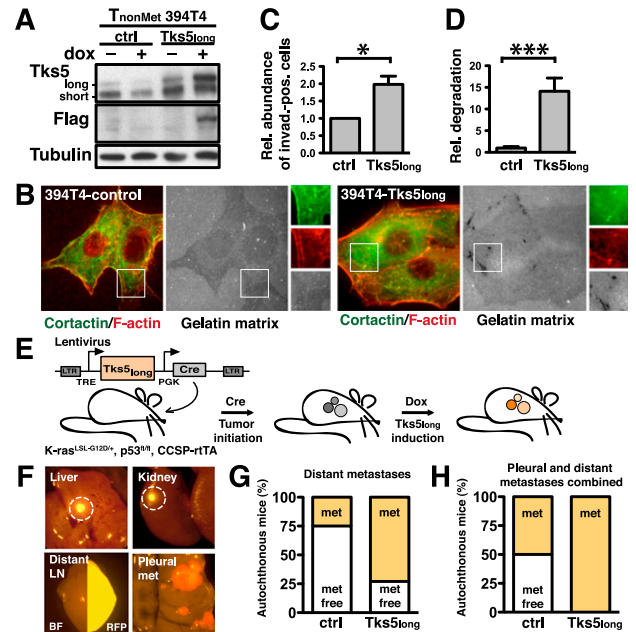 A
TnonMet 394T4
ctrl Tks5long
dox – + – +
Tks5
long
short
Flag
Tubulin
C
Rel. abundance
of invad.-pos. cells
2.5
2.0
1.5
1.0
0.5
0.0
*
ctrl Tks5long
D
Rel. degradation
20
15
10
5
0
***
ctrl Tks5long
B
394T4-control
394T4-Tks5long
Cortactin/F-actin Gelatin matrix
Cortactin/F-actin Gelatin matrix
E
Lentivirus
LTR Tks5long Cre LTR
TRE PGK
Cre
Tumor
initiation
Dox
Tks5long
induction
K-rasLSL-G12D/+, p53fl/fl, CCSP-rtTA
F
Liver
Kidney
Distant
LN
BF RFP
Pleural
met
G
Distant metastases
Autochthonous mice (%)
100
75
50
25
0
met
met
free
met
met
free
ctrl Tks5long
H
Pleural and distant
metastases combined
Autochthonous mice (%)
100
75
50
25
0
met
met
free
met
ctrl Tks5long